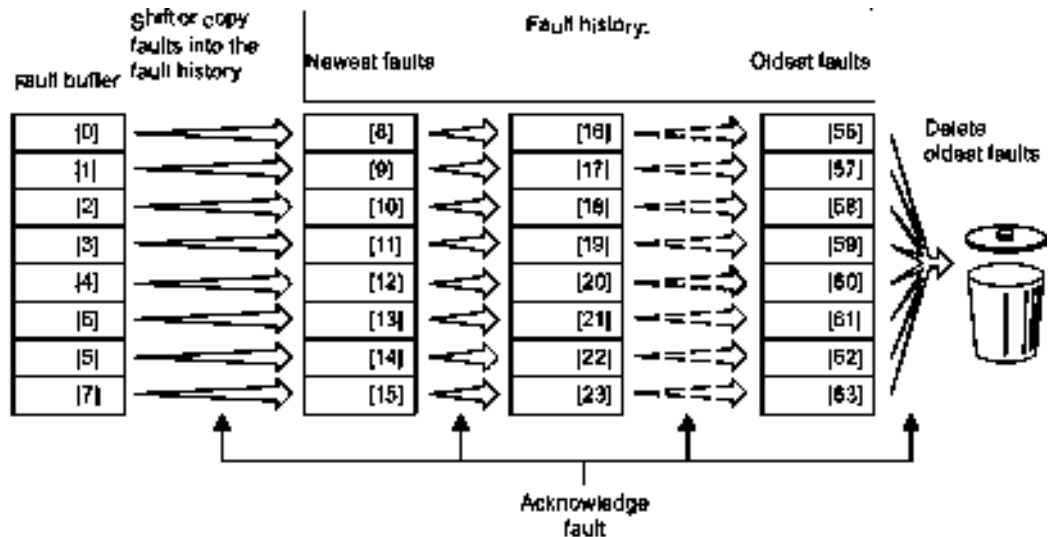 Shift or copy
faults into the
fault history
Fault history:
Fault buffer
Newest faults
Oldest faults
Delete
oldest faults
[0]
[8]
[16]
[56]
[1]
[9]
[17]
[57]
[2]
[10]
[18]
[58]
[3]
[11]
[19]
[59]
[4]
[12]
[20]
[60]
[5]
[13]
[21]
[61]
[6]
[14]
[22]
[62]
[7]
[15]
[23]
[63]
Acknowledge
fault